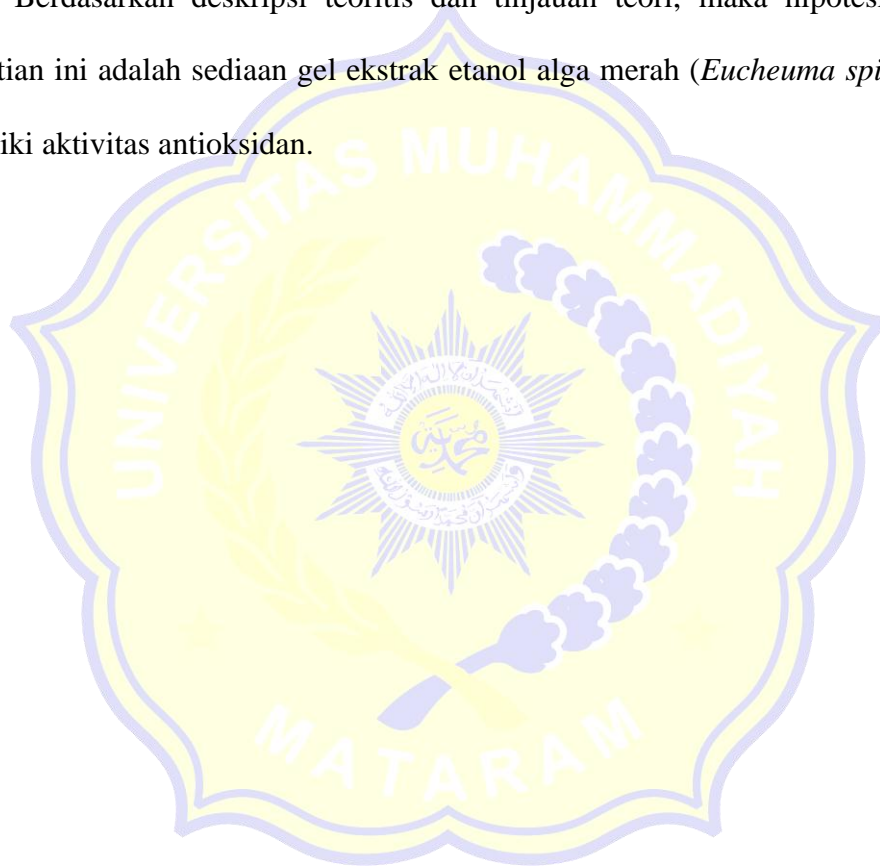 Berdasarkan deskripsi teoritis dan tinjauan teori, maka hipotesi
tian ini adalah sediaan gel ekstrak etanol alga merah (Eucheuma spi
iki aktivitas antioksidan.
UNIVERSITAS MUHAMMADIYAH
MATARAM